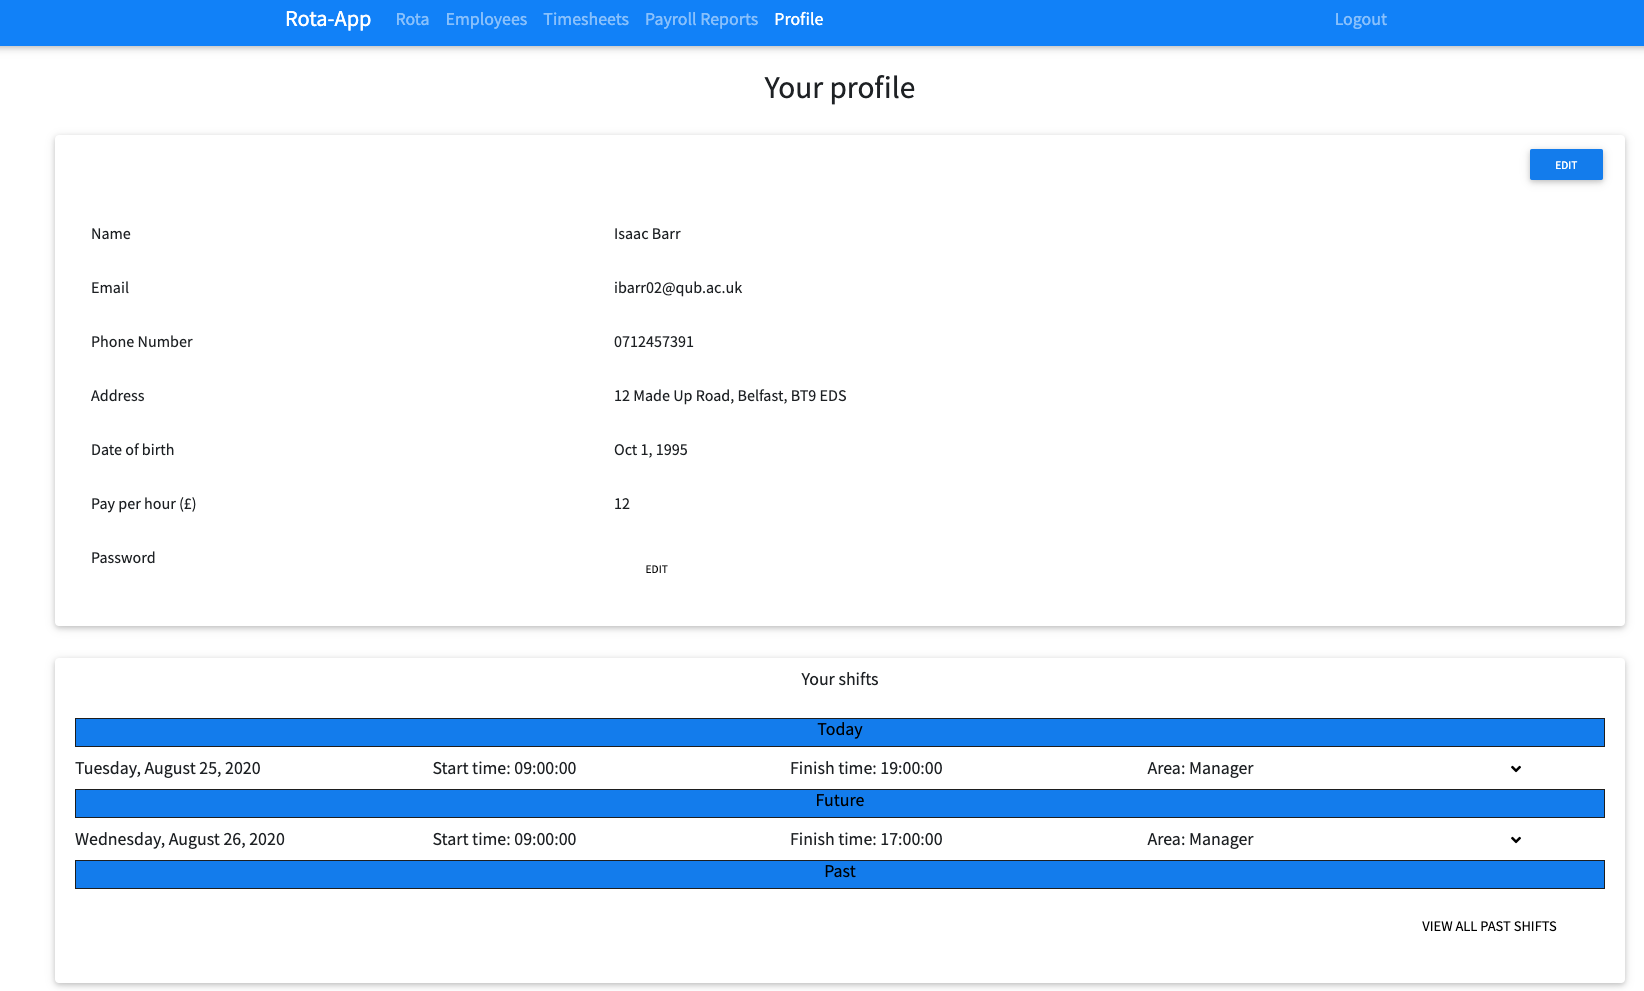 Rota-App Rota Employees Timesheets Payroll Reports Profile Logout
Your profile
EDIT
Name Isaac Barr
Email ibarr02@qub.ac.uk
Phone Number 0712457391
Address 12 Made Up Road, Belfast, BT9 EDS
Date of birth Oct 1, 1995
Pay per hour (£) 12
Password
EDIT
Your shifts
Today
Tuesday, August 25, 2020 Start time: 09:00:00 Finish time: 19:00:00 Area: Manager
Future
Wednesday, August 26, 2020 Start time: 09:00:00 Finish time: 17:00:00 Area: Manager
Past
VIEW ALL PAST SHIFTS